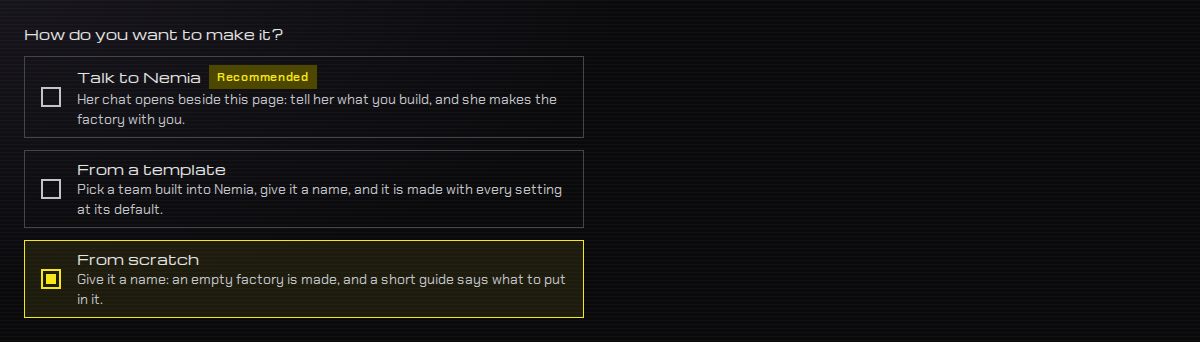 How do you want to make it?
Talk to Nemia Recommended
Her chat opens beside this page: tell her what you build, and she makes the
factory with you.
From a template
Pick a team built into Nemia, give it a name, and it is made with every setting
at its default.
From scratch
Give it a name: an empty factory is made, and a short guide says what to put
in it.